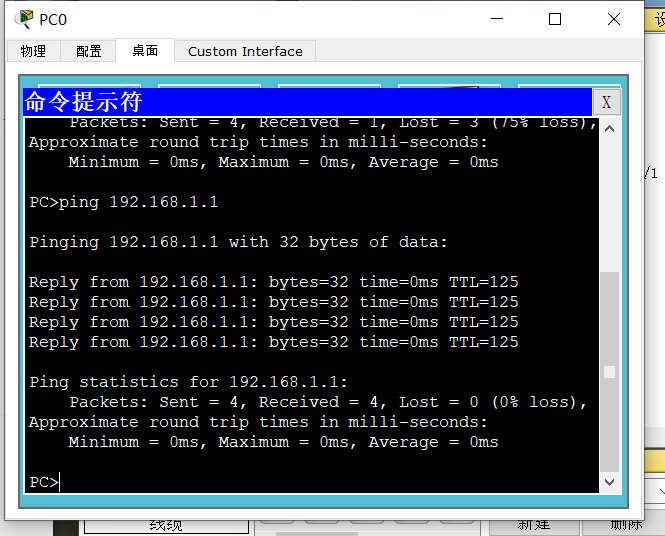 PC0
设
物理 配置 桌面 Custom Interface
命令提示符 X
Packets: Sent = 4, Received = 1, Lost = 3 (75% loss),
Approximate round trip times in milli-seconds:
Minimum = 0ms, Maximum = 0ms, Average = 0ms
/1
PC>ping 192.168.1.1
Pinging 192.168.1.1 with 32 bytes of data:
Reply from 192.168.1.1: bytes=32 time=0ms TTL=125
Reply from 192.168.1.1: bytes=32 time=0ms TTL=125
Reply from 192.168.1.1: bytes=32 time=0ms TTL=125
Reply from 192.168.1.1: bytes=32 time=0ms TTL=125
Ping statistics for 192.168.1.1:
Packets: Sent = 4, Received = 4, Lost = 0 (0% loss),
Approximate round trip times in milli-seconds:
Minimum = 0ms, Maximum = 0ms, Average = 0ms
PC>
线缆 新建 删除